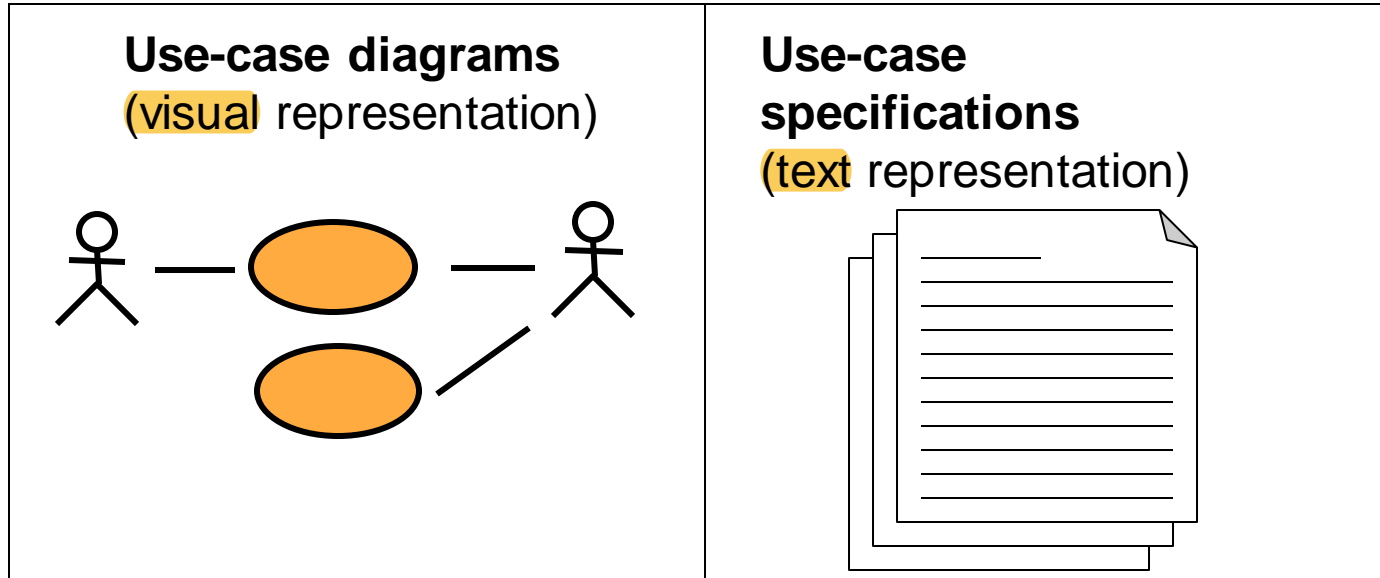 Use-case diagrams
(visual representation)
Use-case
specifications
(text representation)